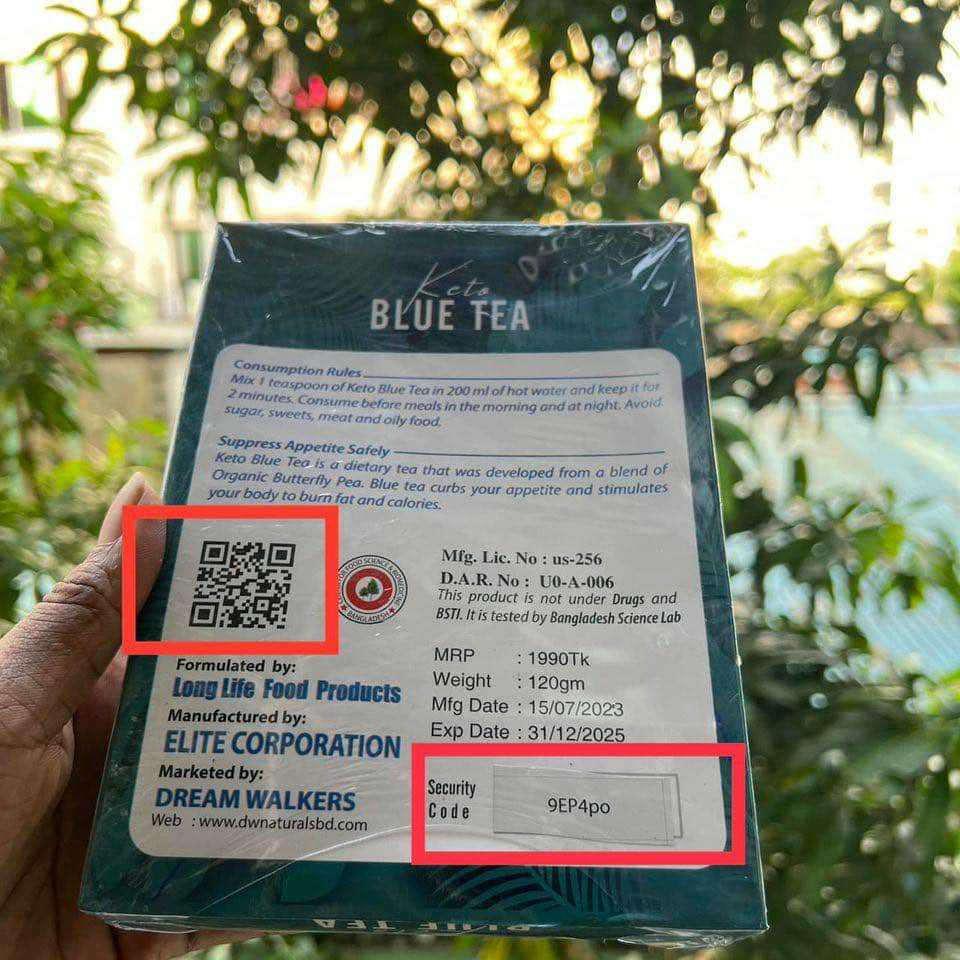 Keto
BLUE TEA
Consumption Rules
Mix 1 teaspoon of Keto Blue Tea in 200 ml of hot water and keep it for
2 minutes. Consume before meals in the morning and at night. Avoid
sugar, sweets, meat and oily food.
Suppress Appetite Safely
Keto Blue Tea is a dietary tea that was developed from a blend of
Organic Butterfly Pea. Blue tea curbs your appetite and stimulates
your body to burn fat and calories.
FOOD SCIENCE &
BANGLADESH
Mfg. Lic. No : us-256
D.A.R. No : U0-A-006
This product is not under Drugs and
BSTI. It is tested by Bangladesh Science Lab
Formulated by:
Long Life Food Products
Manufactured by:
ELITE CORPORATION
Marketed by:
DREAM WALKERS
Web : www.dwnaturalsbd.com
MRP : 1990Tk
Weight : 120gm
Mfg Date : 15/07/2023
Exp Date : 31/12/2025
Security
Code
9EP4po
BLUE TEA